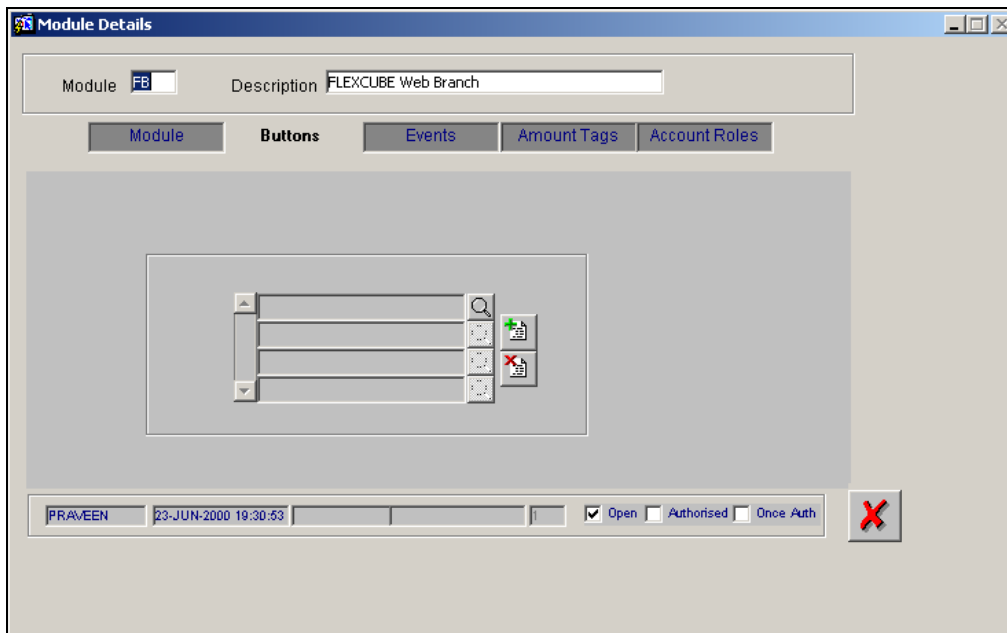 Module Details
Module FB Description FLEXCUBE Web Branch
Module Buttons Events Amount Tags Account Roles
PRAVEEN 23-JUN-2000 19:30:53 1 Open Authorised Once Auth